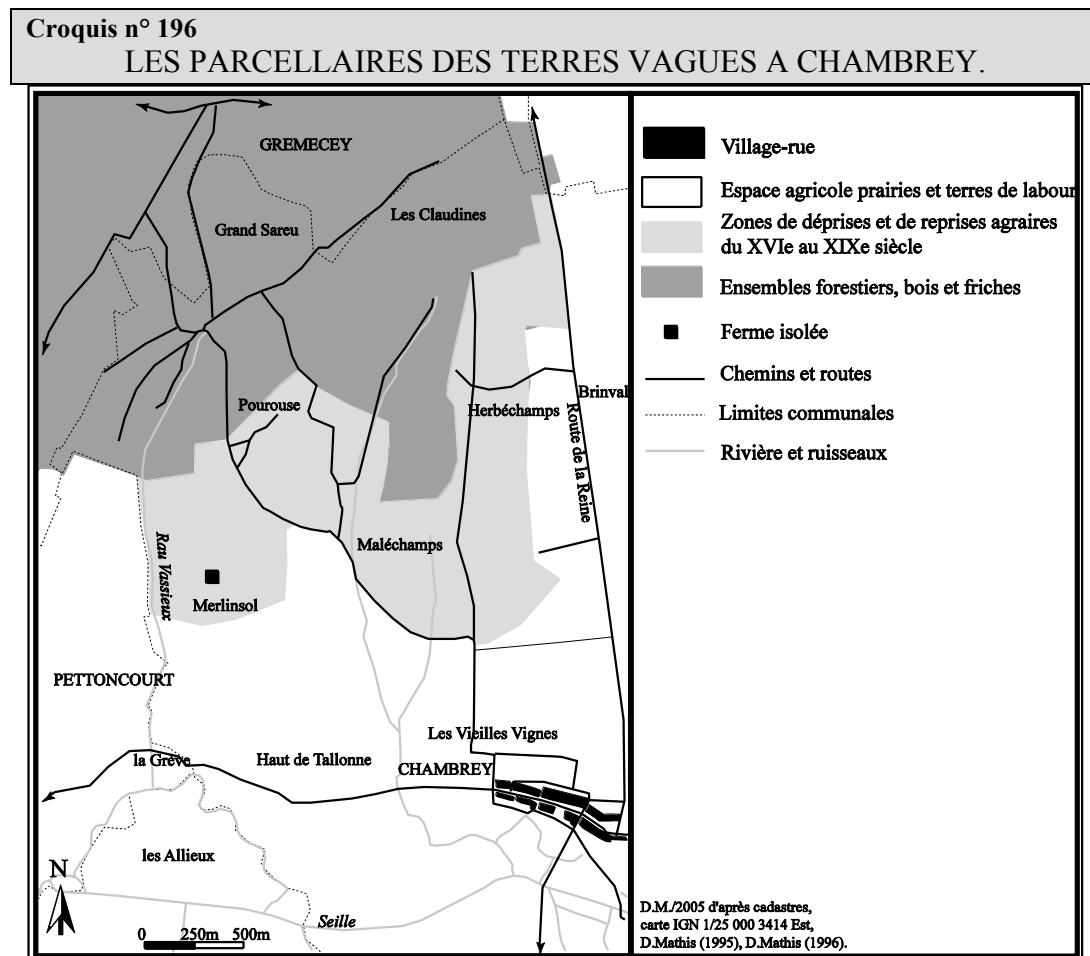 Croquis n° 196
LES PARCELLAIRES DES TERRES VAGUES A CHAMBREY.
GREMECEY
Grand Sareu
Les Claudines
Pourouse
Herbéchamps
Brinval
Route de la Reine
Maléchamps
Rau Vassieux
Merlinsol
PETTONCOURT
Les Vieilles Vignes
la Grève
Haut de Tallonne
CHAMBREY
les Allieux
N
Seille
0 250m 500m
Village-rue
Espace agricole prairies et terres de labour
Zones de déprises et de reprises agraires
du XVIe au XIXe siècle
Ensembles forestiers, bois et friches
Ferme isolée
Chemins et routes
Limites communales
Rivière et ruisseaux
D.M./2005 d'après cadastres,
carte IGN 1/25 000 3414 Est,
D.Mathis (1995), D.Mathis (1996).